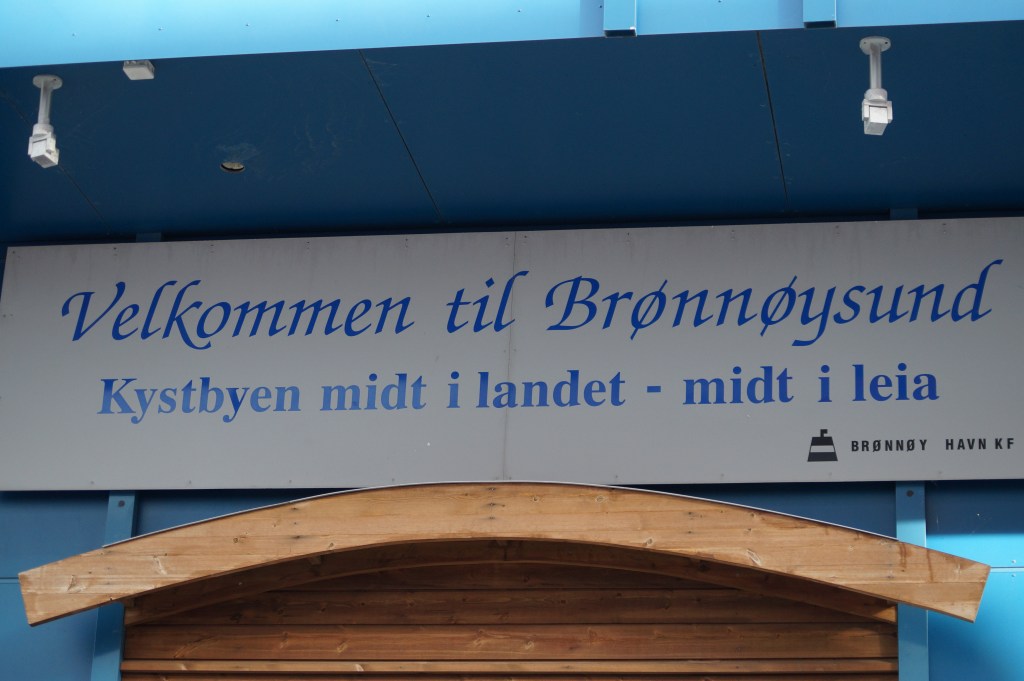 Velkommen til Brønnøysund
Kystbyen midt i landet - midt i leia
BRØNNØY HAVN KF